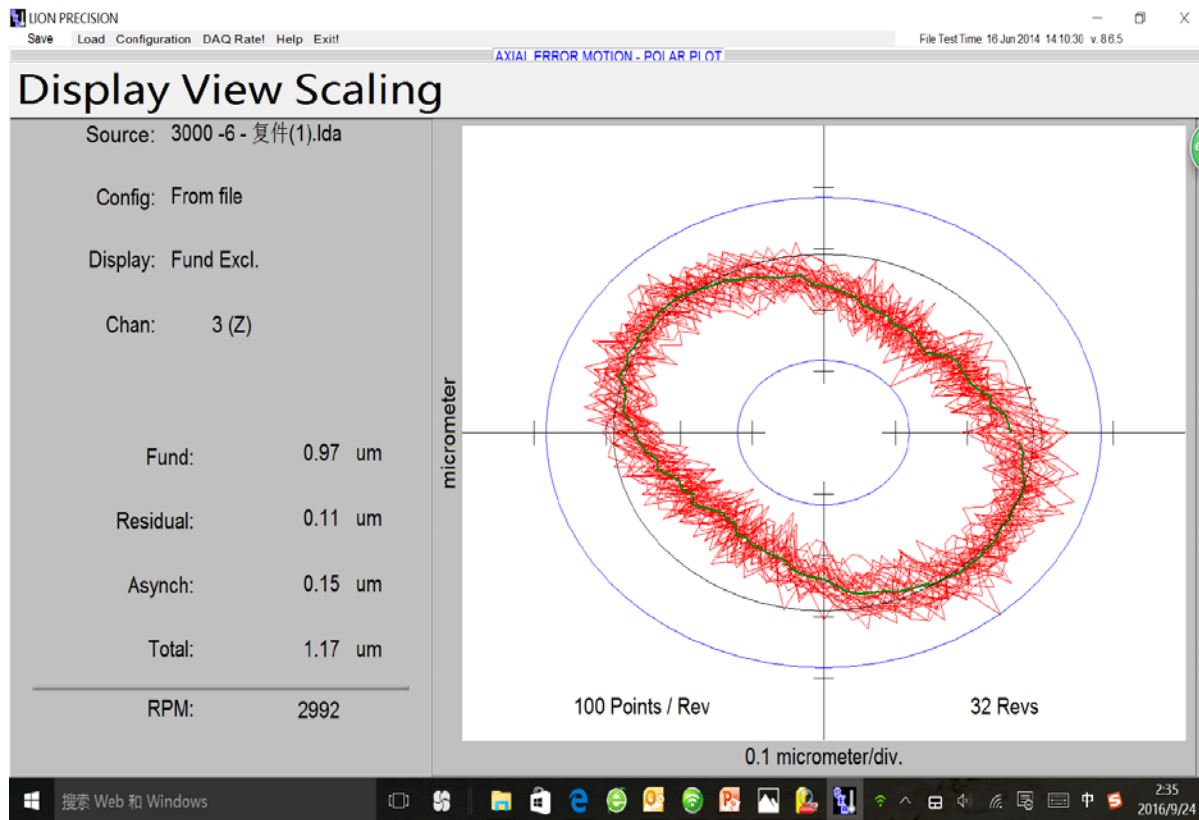 LION PRECISION
Save Load Configuration DAQ Rate! Help Exit!
File Test Time 16 Jun 2014 14:10:30 v. 8.6.5
AXIAL ERROR MOTION - POLAR PLOT
Display View Scaling
Source: 3000 -6 - 复件(1).lda
Config: From file
Display: Fund Excl.
Chan: 3 (Z)
Fund: 0.97 um
Residual: 0.11 um
Asynch: 0.15 um
Total: 1.17 um
RPM: 2992
micrometer
100 Points / Rev 32 Revs
0.1 micrometer/div.
搜索 Web 和 Windows
中
2:35
2016/9/24